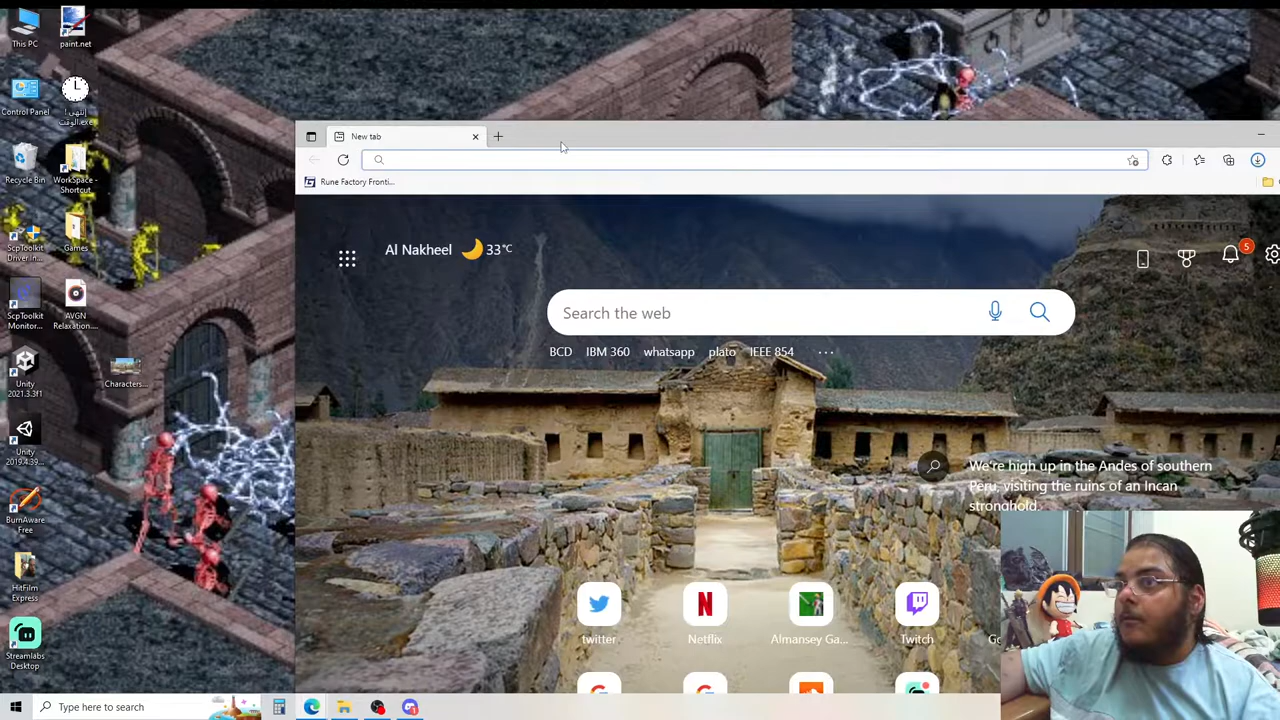 This PC
paint.net
Control Panel
إنتهى !
الوقت.exe
Recycle Bin
WorkSpace -
Shortcut
ScpToolkit
Driver In...
Games
ScpToolkit
Monitor...
AVGN
Relaxation....
Unity
2021.3.3f1
Characters...
Unity
2019.4.39...
BurnAware
Free
HitFilm
Express
Streamlabs
Desktop
New tab
Rune Factory Fronti...
Al Nakheel
33°C
5
Search the web
BCD
IBM 360
whatsapp
plato
IEEE 854
We're high up in the Andes of southern
Peru, visiting the ruins of an Incan
stronghold.
twitter
Netflix
Almansey Ga...
Twitch
Type here to search